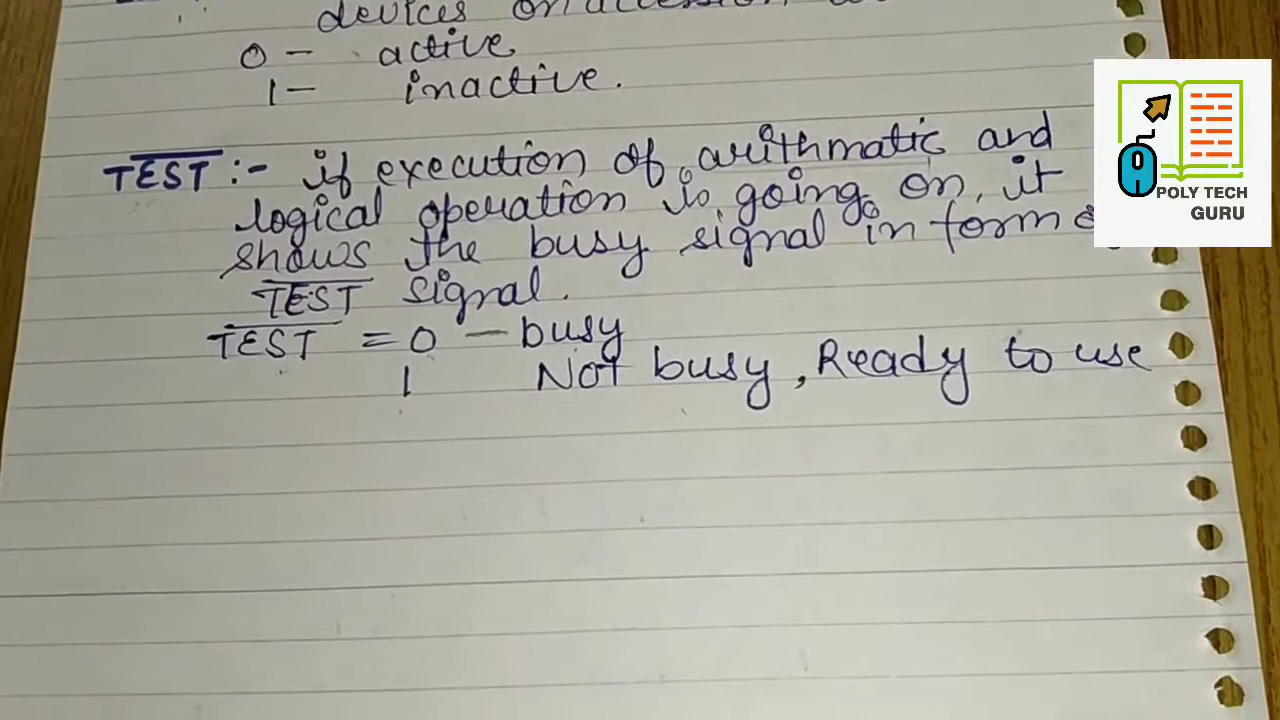 devices
0 - active
1 - inactive.
TEST :- if execution of arithmatic and
logical operation is going on, it
shows the busy signal in form
TEST signal.
TEST = 0 - busy
1 Not busy, Ready to use
POLY TECH
GURU